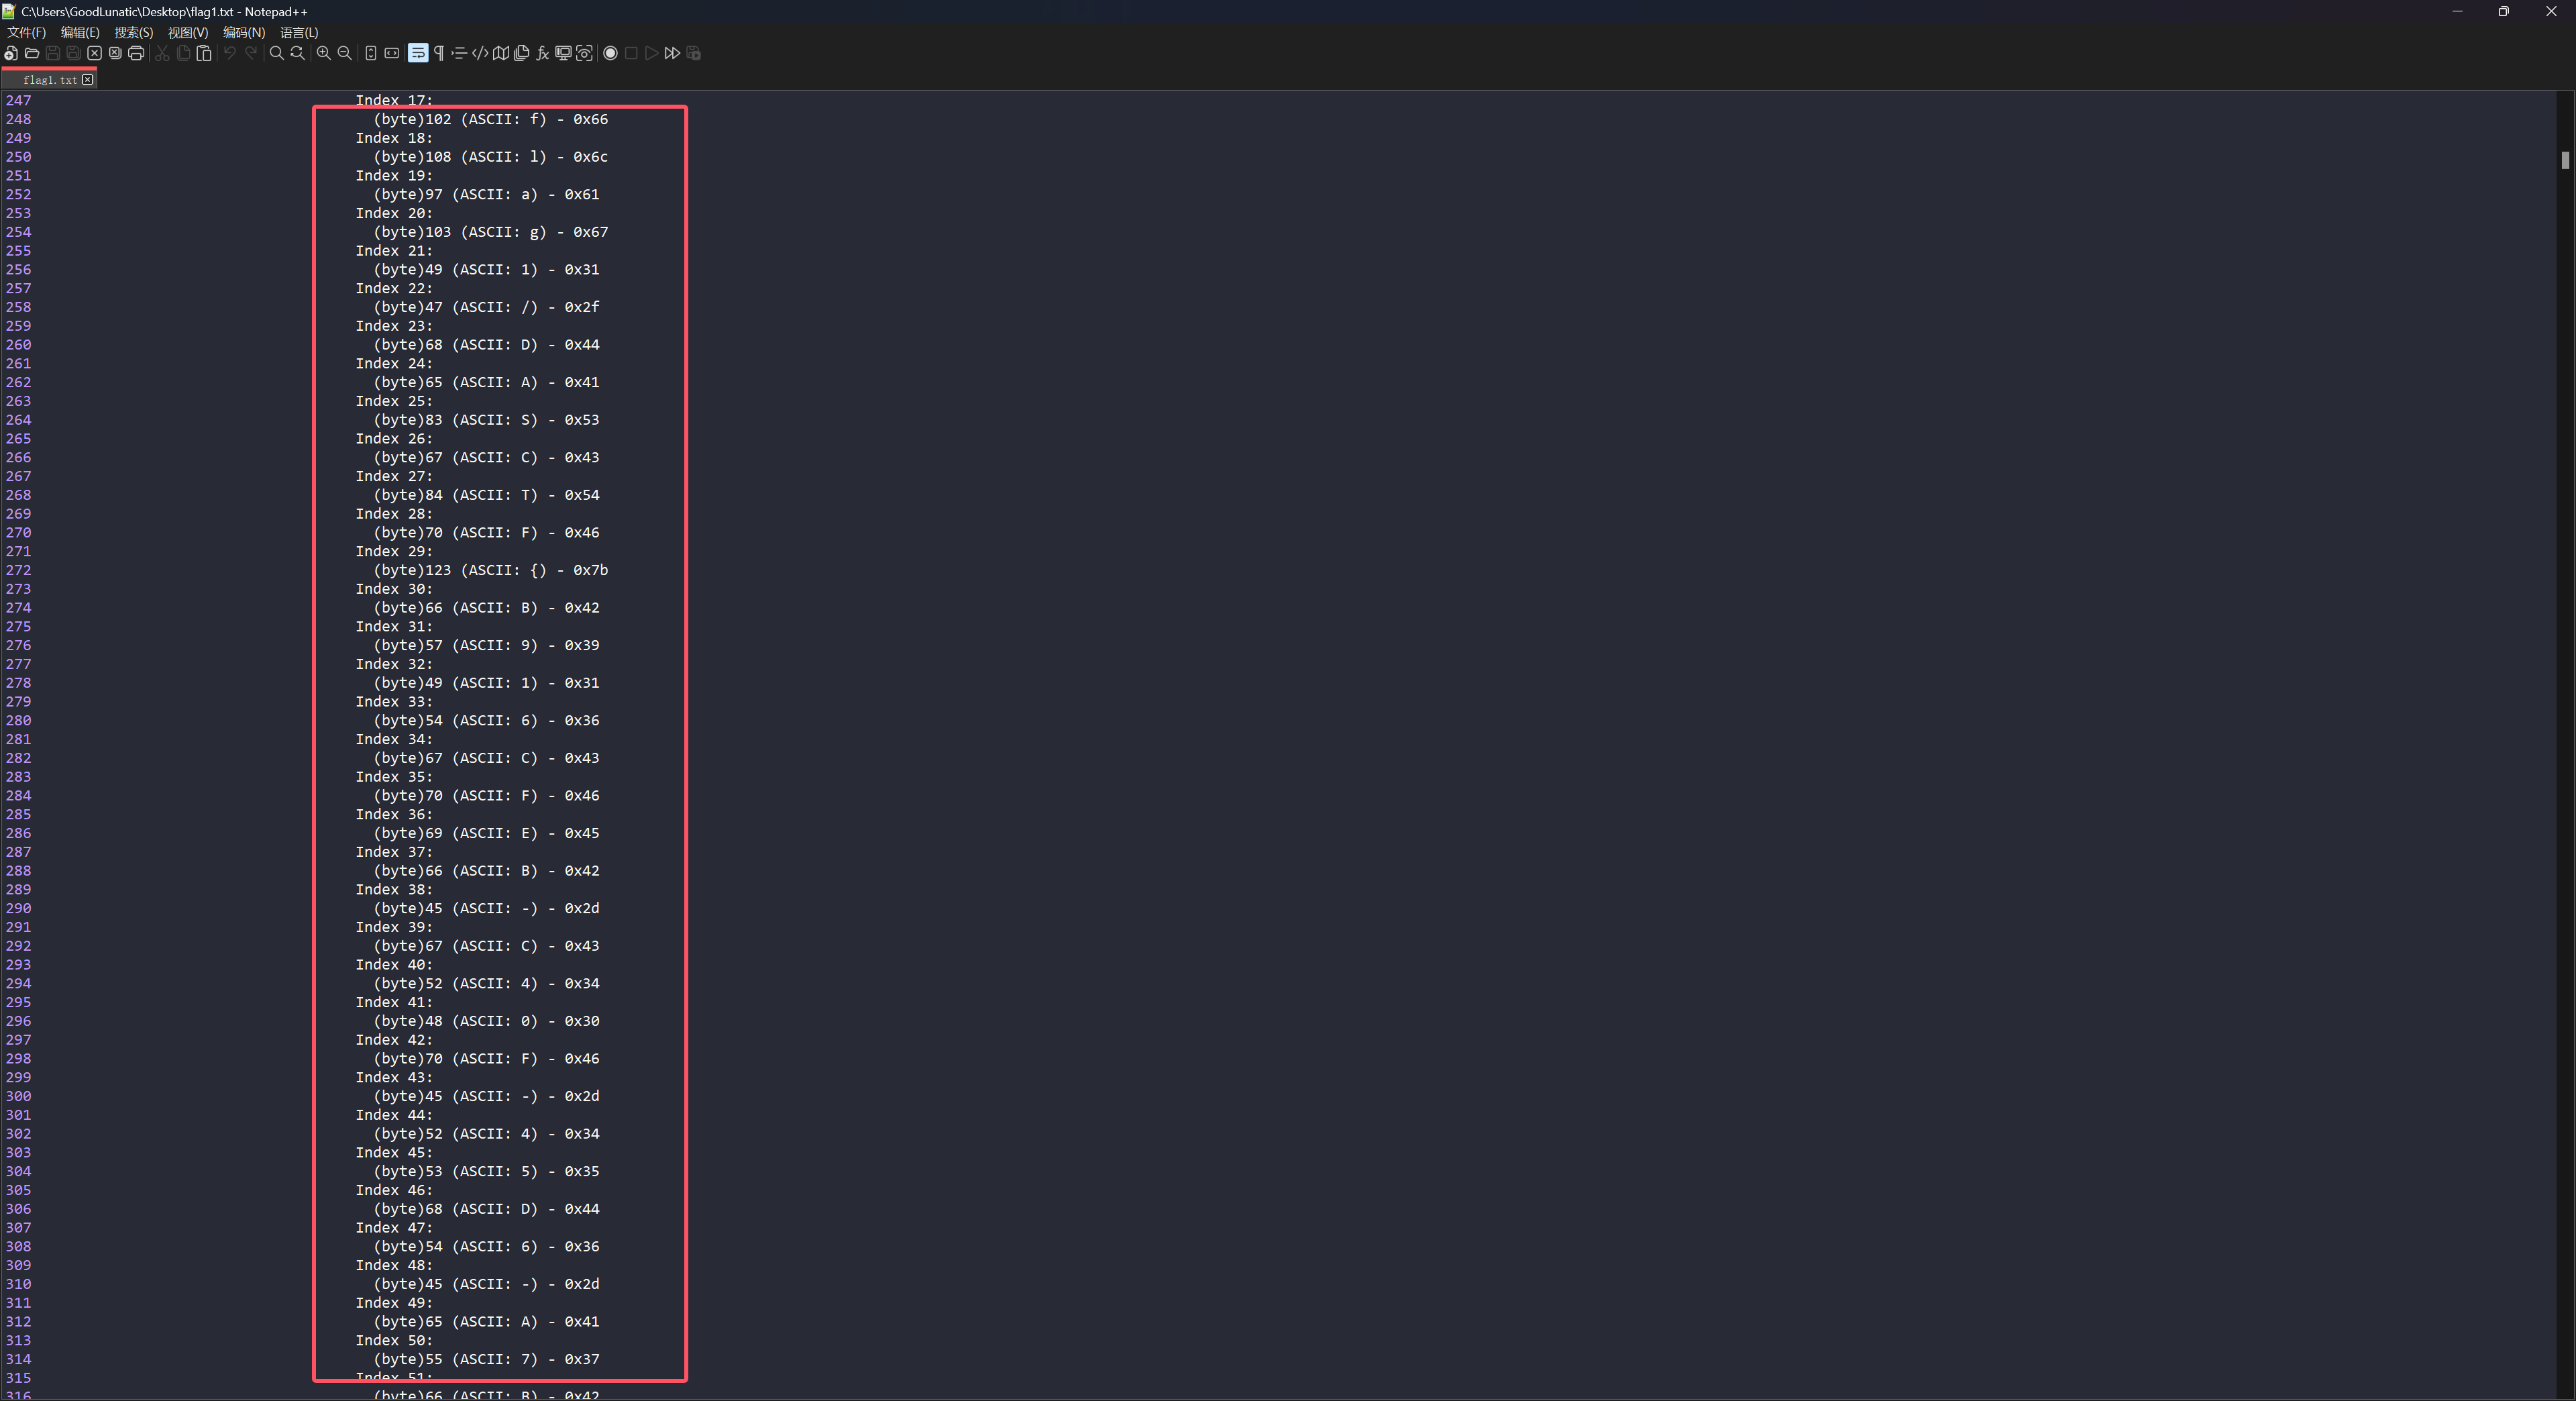 C:\Users\GoodLunatic\Desktop\flag1.txt - Notepad++
文件(F) 编辑(E) 搜索(S) 视图(V) 编码(N) 语言(L)
flag1.txt
247 Index 17:
248 (byte)102 (ASCII: f) - 0x66
249 Index 18:
250 (byte)108 (ASCII: l) - 0x6c
251 Index 19:
252 (byte)97 (ASCII: a) - 0x61
253 Index 20:
254 (byte)103 (ASCII: g) - 0x67
255 Index 21:
256 (byte)49 (ASCII: 1) - 0x31
257 Index 22:
258 (byte)47 (ASCII: /) - 0x2f
259 Index 23:
260 (byte)68 (ASCII: D) - 0x44
261 Index 24:
262 (byte)65 (ASCII: A) - 0x41
263 Index 25:
264 (byte)83 (ASCII: S) - 0x53
265 Index 26:
266 (byte)67 (ASCII: C) - 0x43
267 Index 27:
268 (byte)84 (ASCII: T) - 0x54
269 Index 28:
270 (byte)70 (ASCII: F) - 0x46
271 Index 29:
272 (byte)123 (ASCII: {) - 0x7b
273 Index 30:
274 (byte)66 (ASCII: B) - 0x42
275 Index 31:
276 (byte)57 (ASCII: 9) - 0x39
277 Index 32:
278 (byte)49 (ASCII: 1) - 0x31
279 Index 33:
280 (byte)54 (ASCII: 6) - 0x36
281 Index 34:
282 (byte)67 (ASCII: C) - 0x43
283 Index 35:
284 (byte)70 (ASCII: F) - 0x46
285 Index 36:
286 (byte)69 (ASCII: E) - 0x45
287 Index 37:
288 (byte)66 (ASCII: B) - 0x42
289 Index 38:
290 (byte)45 (ASCII: -) - 0x2d
291 Index 39:
292 (byte)67 (ASCII: C) - 0x43
293 Index 40:
294 (byte)52 (ASCII: 4) - 0x34
295 Index 41:
296 (byte)48 (ASCII: 0) - 0x30
297 Index 42:
298 (byte)70 (ASCII: F) - 0x46
299 Index 43:
300 (byte)45 (ASCII: -) - 0x2d
301 Index 44:
302 (byte)52 (ASCII: 4) - 0x34
303 Index 45:
304 (byte)53 (ASCII: 5) - 0x35
305 Index 46:
306 (byte)68 (ASCII: D) - 0x44
307 Index 47:
308 (byte)54 (ASCII: 6) - 0x36
309 Index 48:
310 (byte)45 (ASCII: -) - 0x2d
311 Index 49:
312 (byte)65 (ASCII: A) - 0x41
313 Index 50:
314 (byte)55 (ASCII: 7) - 0x37
315 Index 51:
316 (byte)66 (ASCII: B) - 0x42